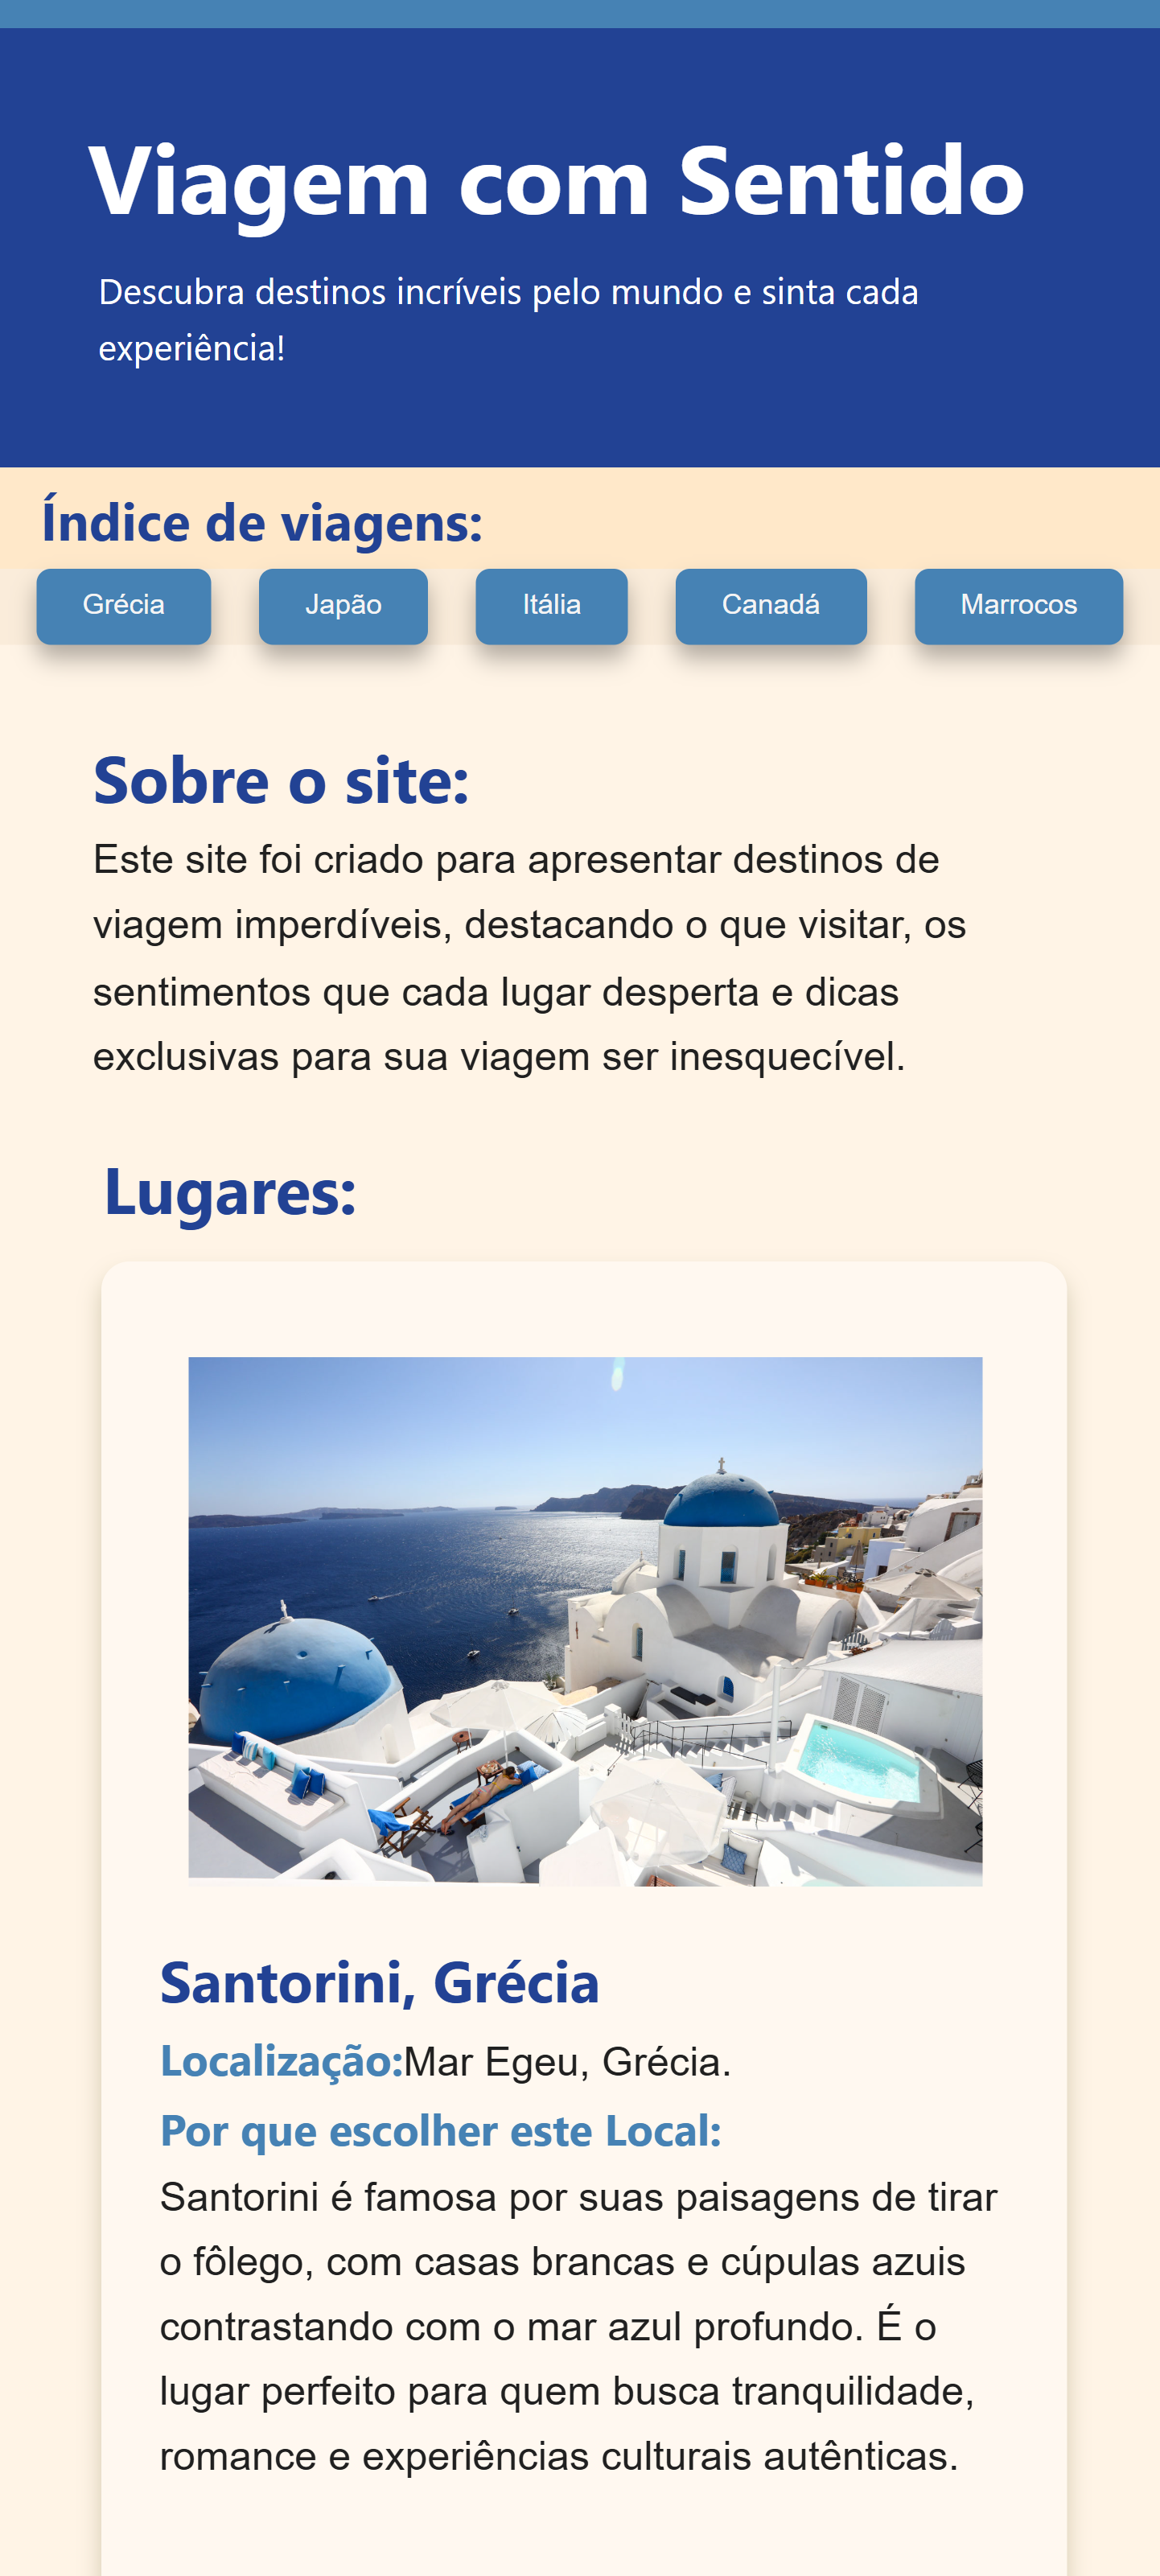 Viagem com Sentido
Descubra destinos incríveis pelo mundo e sinta cada
experiência!
Índice de viagens:
Grécia
Japão
Itália
Canadá
Marrocos
Sobre o site:
Este site foi criado para apresentar destinos de
viagem imperdíveis, destacando o que visitar, os
sentimentos que cada lugar desperta e dicas
exclusivas para sua viagem ser inesquecível.
Lugares:
Santorini, Grécia
Localização:Mar Egeu, Grécia.
Por que escolher este Local:
Santorini é famosa por suas paisagens de tirar
o fôlego, com casas brancas e cúpulas azuis
contrastando com o mar azul profundo. É o
lugar perfeito para quem busca tranquilidade,
romance e experiências culturais autênticas.